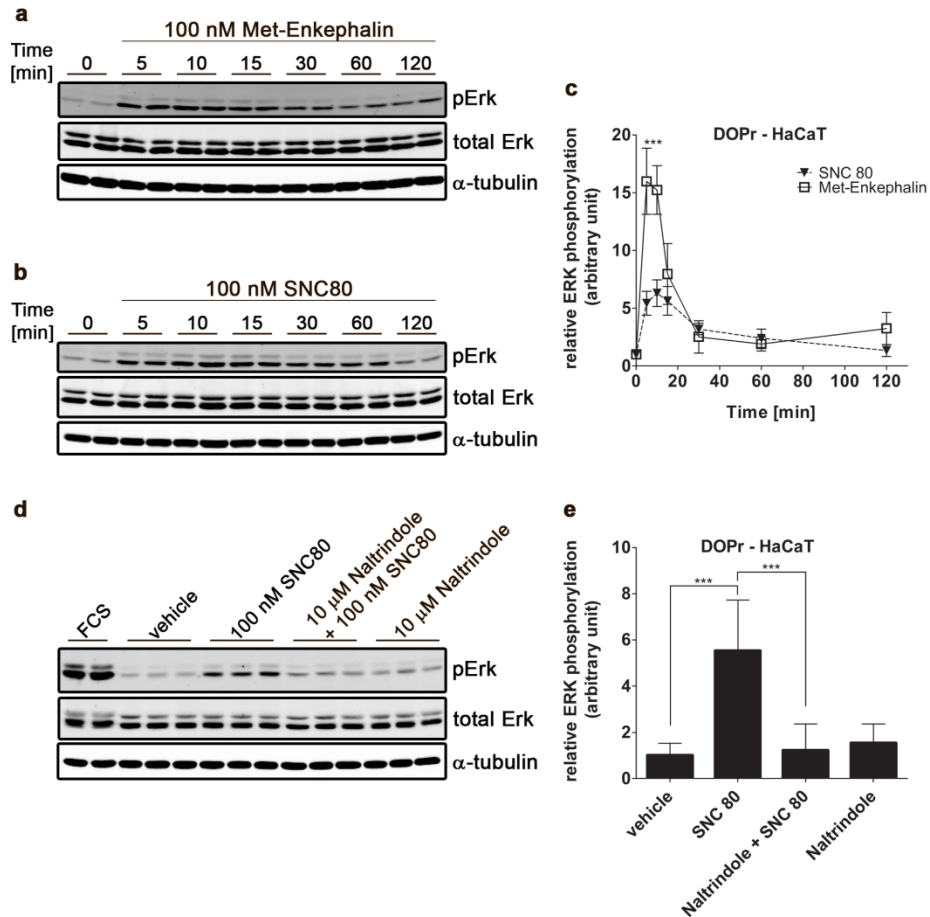 a
100 nM Met-Enkephalin
Time
[min]
0 5 10 15 30 60 120
pErk
total Erk
α-tubulin
b
100 nM SNC80
Time
[min]
0 5 10 15 30 60 120
pErk
total Erk
α-tubulin
c
DOPr - HaCaT
***
SNC 80
Met-Enkephalin
relative ERK phosphorylation
(arbitrary unit)
20
15
10
5
0
0 20 40 60 80 100 120
Time [min]
d
FCS
vehicle
100 nM SNC80
10 µM Naltrindole
+ 100 nM SNC80
10 µM Naltrindole
pErk
total Erk
α-tubulin
e
DOPr - HaCaT
*** ***
relative ERK phosphorylation
(arbitrary unit)
10
8
6
4
2
0
vehicle
SNC 80
Naltrindole + SNC 80
Naltrindole